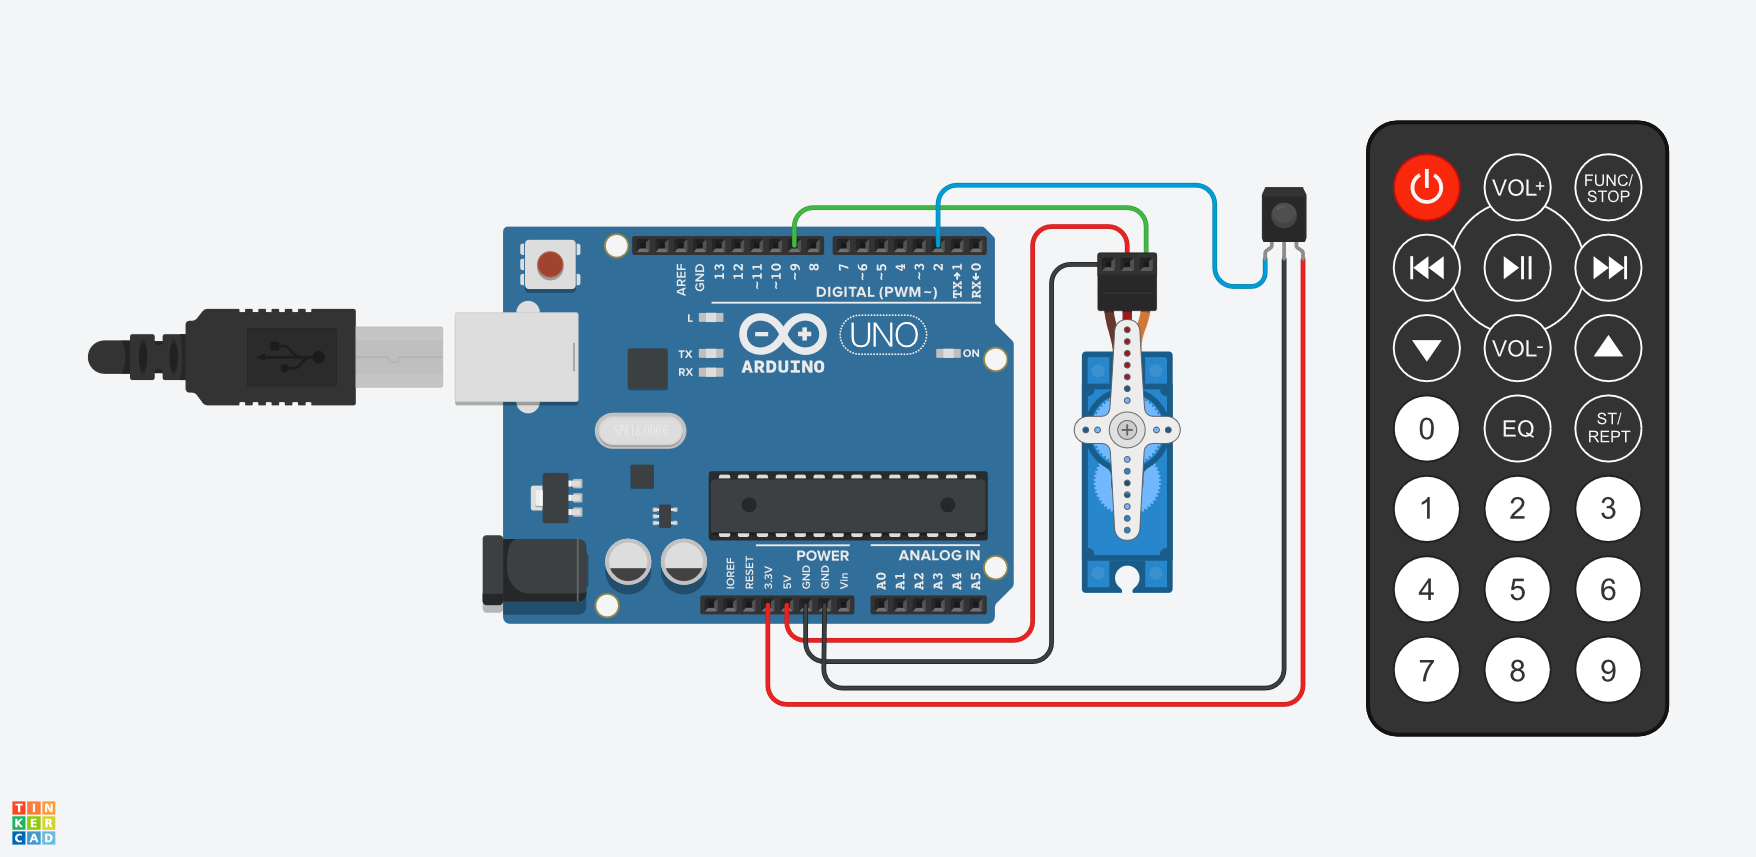 AREF
GND
13
12
~11
~10
~9
8
7
~6
~5
4
~3
2
TX→1
RX←0
DIGITAL (PWM~)
L
TX
RX
ARDUINO
UNO
ON
SPK16.000G
IOREF
RESET
3.3V
5V
GND
GND
Vin
POWER
ANALOG IN
A0
A1
A2
A3
A4
A5
VOL+
FUNC/
STOP
VOL-
0
EQ
ST/
REPT
1 2 3
4 5 6
7 8 9
TIN
KER
CAD